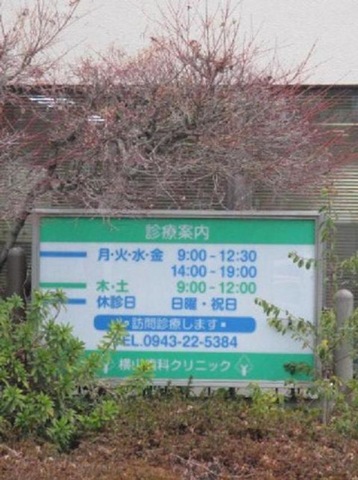 診療案内
月・火・水・金 9:00-12:30
14:00-19:00
木・土 9:00-12:00
休診日 日曜・祝日
訪問診療します
TEL.0943-22-5384
横山歯科クリニック